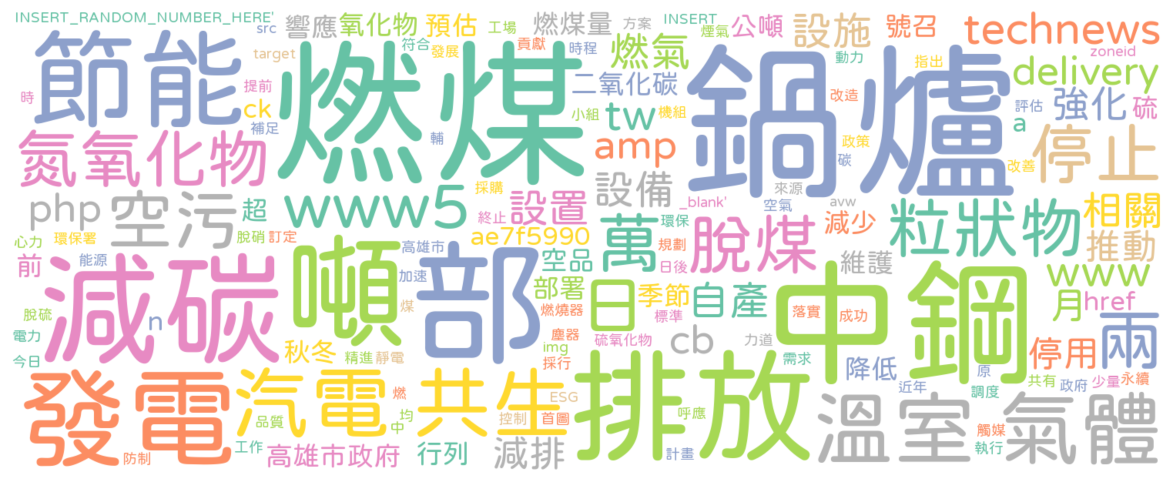 INSERT_RANDOM_NUMBER_HERE'
src
響應
氧化物
預估
工場
燃煤量
方案
INSERT
煙氣
公噸
設施
號召
technews
節能
target
符合
發展
貢獻
時程
燃煤
燃氣
二氧化碳
鍋爐
動力
指出
zoneid
delivery
時
提前
ck
補足
輔
小組
tw
機組
改造
評估
強化
硫
a
氮氧化物
amp
政策
碳
改善
停止
php
空污
超
www5
採購
終止
設置
設備
_blank'
來源
空氣
avw
減少
粒狀物
相關
推動
心力
環保署
脫硝
訂定
ae7f5990
環保
萬
規劃
脫煤
前
能源
高雄市
空品
日後
維護
www
減碳
噸
加速
部
部署
日
季節
自產
中鋼
月
href
脫硫
n
煤
燃燒器
標準
落實
成功
電力
今日
秋冬
精進
靜電
塵器
img
硫氧化物
cb
力道
需求
降低
原
停用
兩
採行
近年
共有
政府
少量
永續
發電
汽電
燃
共生
ESG
排放
調度
品質
均
中
控制
首圖
呼應
溫室氣體
觸媒
防制
工作
高雄市政府
行列
減排
計畫
執行